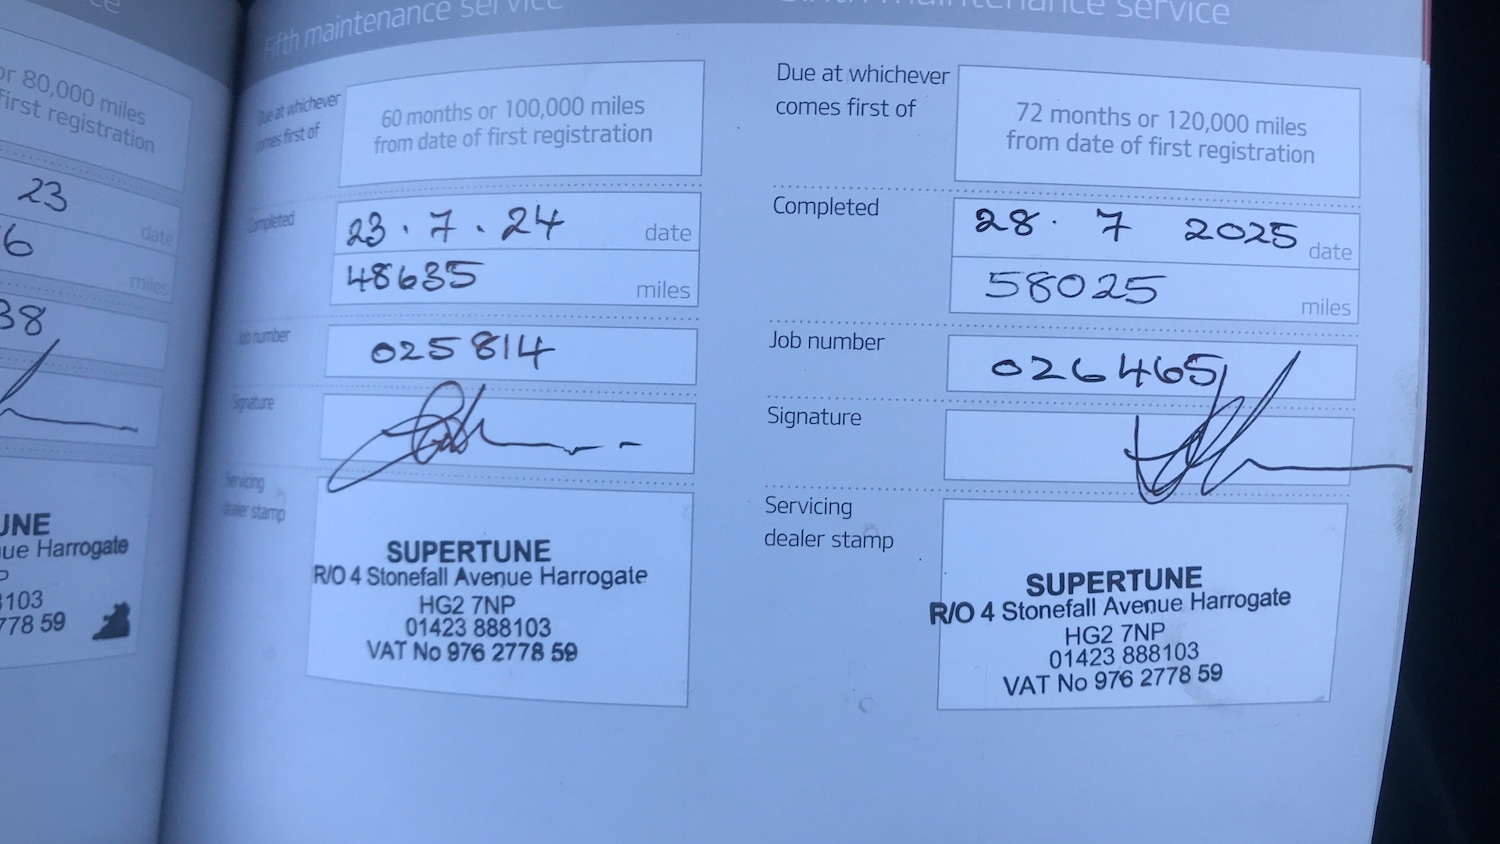 or 80,000 miles
first registration
23
date
6
miles
38
UNE
ue Harrogate
P
3103
778 59
Fifth maintenance service
Due at whichever
comes first of
60 months or 100,000 miles
from date of first registration
Completed
23 . 7 . 24 date
48635 miles
Job number
025814
Signature
Servicing
dealer stamp
SUPERTUNE
R/O 4 Stonefall Avenue Harrogate
HG2 7NP
01423 888103
VAT No 976 2778 59
Sixth maintenance service
Due at whichever
comes first of
72 months or 120,000 miles
from date of first registration
Completed
28 . 7 2025 date
58025 miles
Job number
026465
Signature
Servicing
dealer stamp
SUPERTUNE
R/O 4 Stonefall Avenue Harrogate
HG2 7NP
01423 888103
VAT No 976 2778 59